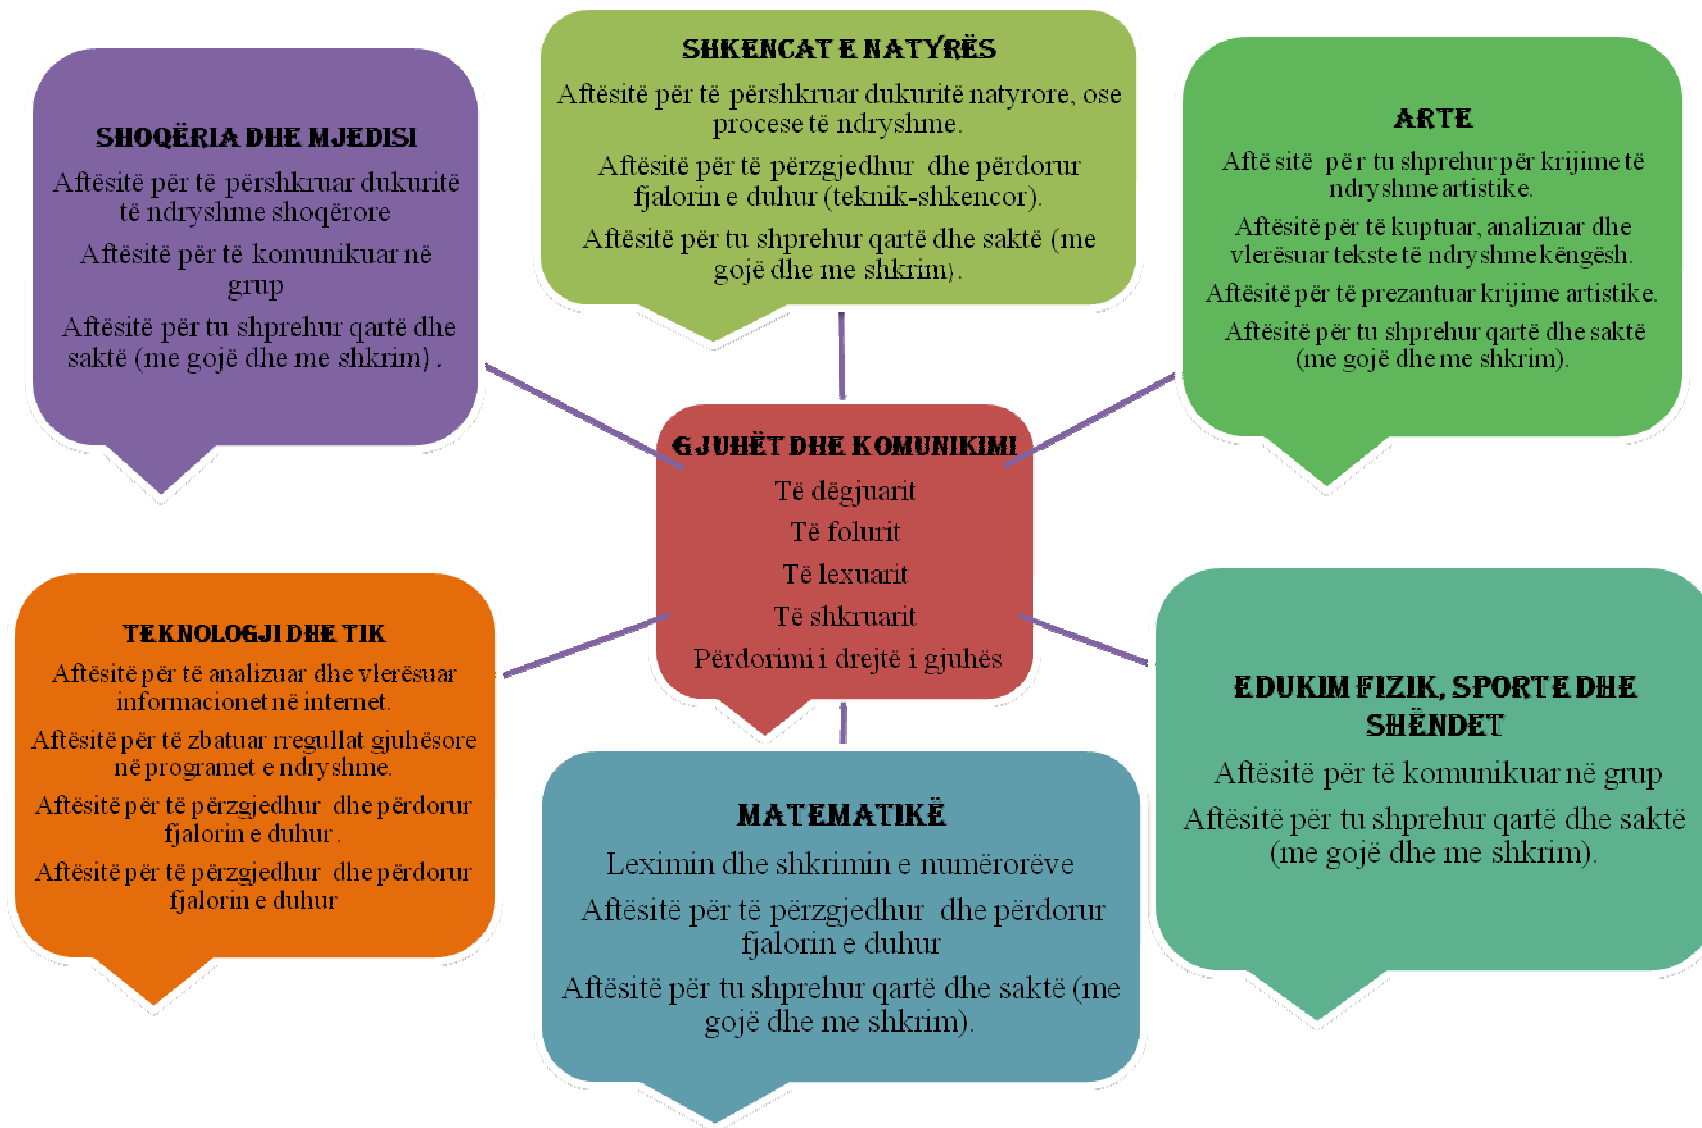 SHOQËRIA DHE MJEDISI
Aftësitë për të përshkruar dukuritë
të ndryshme shoqërore
Aftësitë për të komunikuar në
grup
Aftësitë për tu shprehur qartë dhe
saktë (me gojë dhe me shkrim) .
SHKENCAT E NATYRËS
Aftësitë për të përshkruar dukuritë natyrore, ose
procese të ndryshme.
Aftësitë për të përzgjedhur dhe përdorur
fjalorin e duhur (teknik-shkencor).
Aftësitë për tu shprehur qartë dhe saktë (me
gojë dhe me shkrim).
ARTE
Aftësitë për tu shprehur për krijime të
ndryshme artistike.
Aftësitë për të kuptuar, analizuar dhe
vlerësuar tekste të ndryshme këngësh.
Aftësitë për të prezantuar krijime artistike.
Aftësitë për tu shprehur qartë dhe saktë
(me gojë dhe me shkrim).
GJUHËT DHE KOMUNIKIMI
Të dëgjuarit
Të folurit
Të lexuarit
Të shkruarit
Përdorimi i drejtë i gjuhës
TEKNOLOGJI DHE TIK
Aftësitë për të analizuar dhe vlerësuar
informacionet në internet.
Aftësitë për të zbatuar rregullat gjuhësore
në programet e ndryshme.
Aftësitë për të përzgjedhur dhe përdorur
fjalorin e duhur .
Aftësitë për të përzgjedhur dhe përdorur
fjalorin e duhur
MATEMATIKË
Leximin dhe shkrimin e numërorëve
Aftësitë për të përzgjedhur dhe përdorur
fjalorin e duhur
Aftësitë për tu shprehur qartë dhe saktë (me
gojë dhe me shkrim).
EDUKIM FIZIK, SPORTE DHE
SHËNDET
Aftësitë për të komunikuar në grup
Aftësitë për tu shprehur qartë dhe saktë
(me gojë dhe me shkrim).